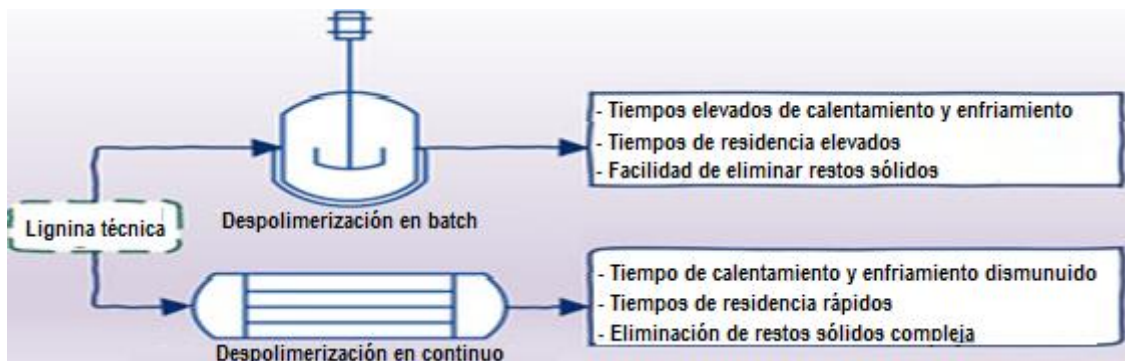 - Tiempos elevados de calentamiento y enfriamiento
- Tiempos de residencia elevados
- Facilidad de eliminar restos sólidos
Despolimerización en batch
Lignina técnica
- Tiempo de calentamiento y enfriamiento dismunuido
- Tiempos de residencia rápidos
- Eliminación de restos sólidos compleja
Despolimerización en continuo